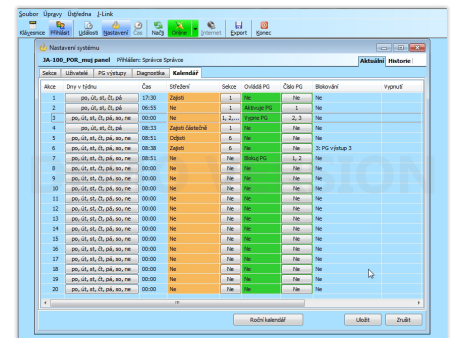 Soubor Úpravy Ústředna J-Link
Klávesnice Přihlásit Události Nastavení Čas Načti Online Internet Export Konec
Nastavení systému
JA-100_POR_muj panel Přihlášen: Správce Správce Aktuální Historie
Sekce Uživatelé PG výstupy Diagnostika Kalendář
Akce Dny v týdnu Čas Střežení Sekce Ovládá PG Číslo PG Blokování Vypnutí
1 po, út, st, čt, pá 17:30 Zajisti 1 Ne Ne Ne
2 po, út, st, čt, pá 06:55 Ne 1 Aktivuje PG 1 Ne
3 po, út, st, čt, pá, so, ne 00:00 Ne 1, 2,... Vypne PG 2, 3 Ne
4 po, út, st, čt, pá 08:33 Zajisti částečně 1 Ne Ne Ne
5 po, út, st, čt, pá, so, ne 08:51 Odjisti 6 Ne Ne Ne
6 po, út, st, čt, pá, so, ne 08:38 Zajisti 6 Ne Ne 3: PG výstup 3
7 po, út, st, čt, pá, so, ne 08:51 Ne Ne Blokuj PG 1, 2 Ne
8 po, út, st, čt, pá, so, ne 00:00 Ne Ne Ne Ne Ne
9 po, út, st, čt, pá, so, ne 00:00 Ne Ne Ne Ne Ne
10 po, út, st, čt, pá, so, ne 00:00 Ne Ne Ne Ne Ne
11 po, út, st, čt, pá, so, ne 00:00 Ne Ne Ne Ne Ne
12 po, út, st, čt, pá, so, ne 00:00 Ne Ne Ne Ne Ne
13 po, út, st, čt, pá, so, ne 00:00 Ne Ne Ne Ne Ne
14 po, út, st, čt, pá, so, ne 00:00 Ne Ne Ne Ne Ne
15 po, út, st, čt, pá, so, ne 00:00 Ne Ne Ne Ne Ne
16 po, út, st, čt, pá, so, ne 00:00 Ne Ne Ne Ne Ne
17 po, út, st, čt, pá, so, ne 00:00 Ne Ne Ne Ne Ne
18 po, út, st, čt, pá, so, ne 00:00 Ne Ne Ne Ne Ne
19 po, út, st, čt, pá, so, ne 00:00 Ne Ne Ne Ne Ne
20 po, út, st, čt, pá, so, ne 00:00 Ne Ne Ne Ne Ne
Roční kalendář Uložit Zrušit